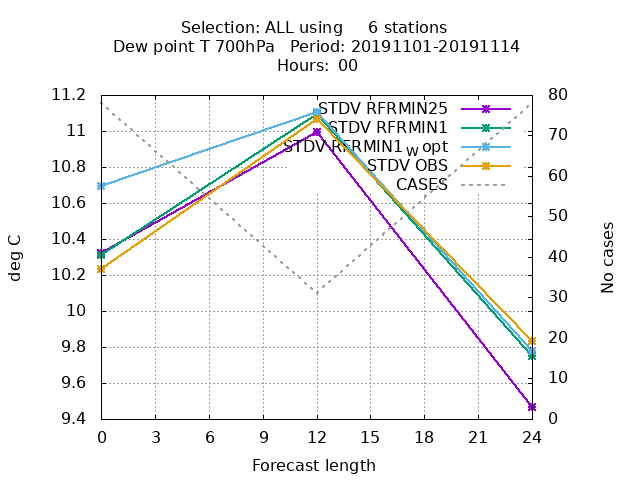 Selection: ALL using     6 stations
Dew point T 700hPa   Period: 20191101-20191114
Hours: 00
11.2
11
10.8
10.6
10.4
10.2
10
9.8
9.6
9.4
deg C
STDV RFRMIN25
STDV RFRMIN1
STDV RFRMIN1 W opt
STDV OBS
CASES
80
70
60
50
40
30
20
10
0
No cases
0 3 6 9 12 15 18 21 24
Forecast length